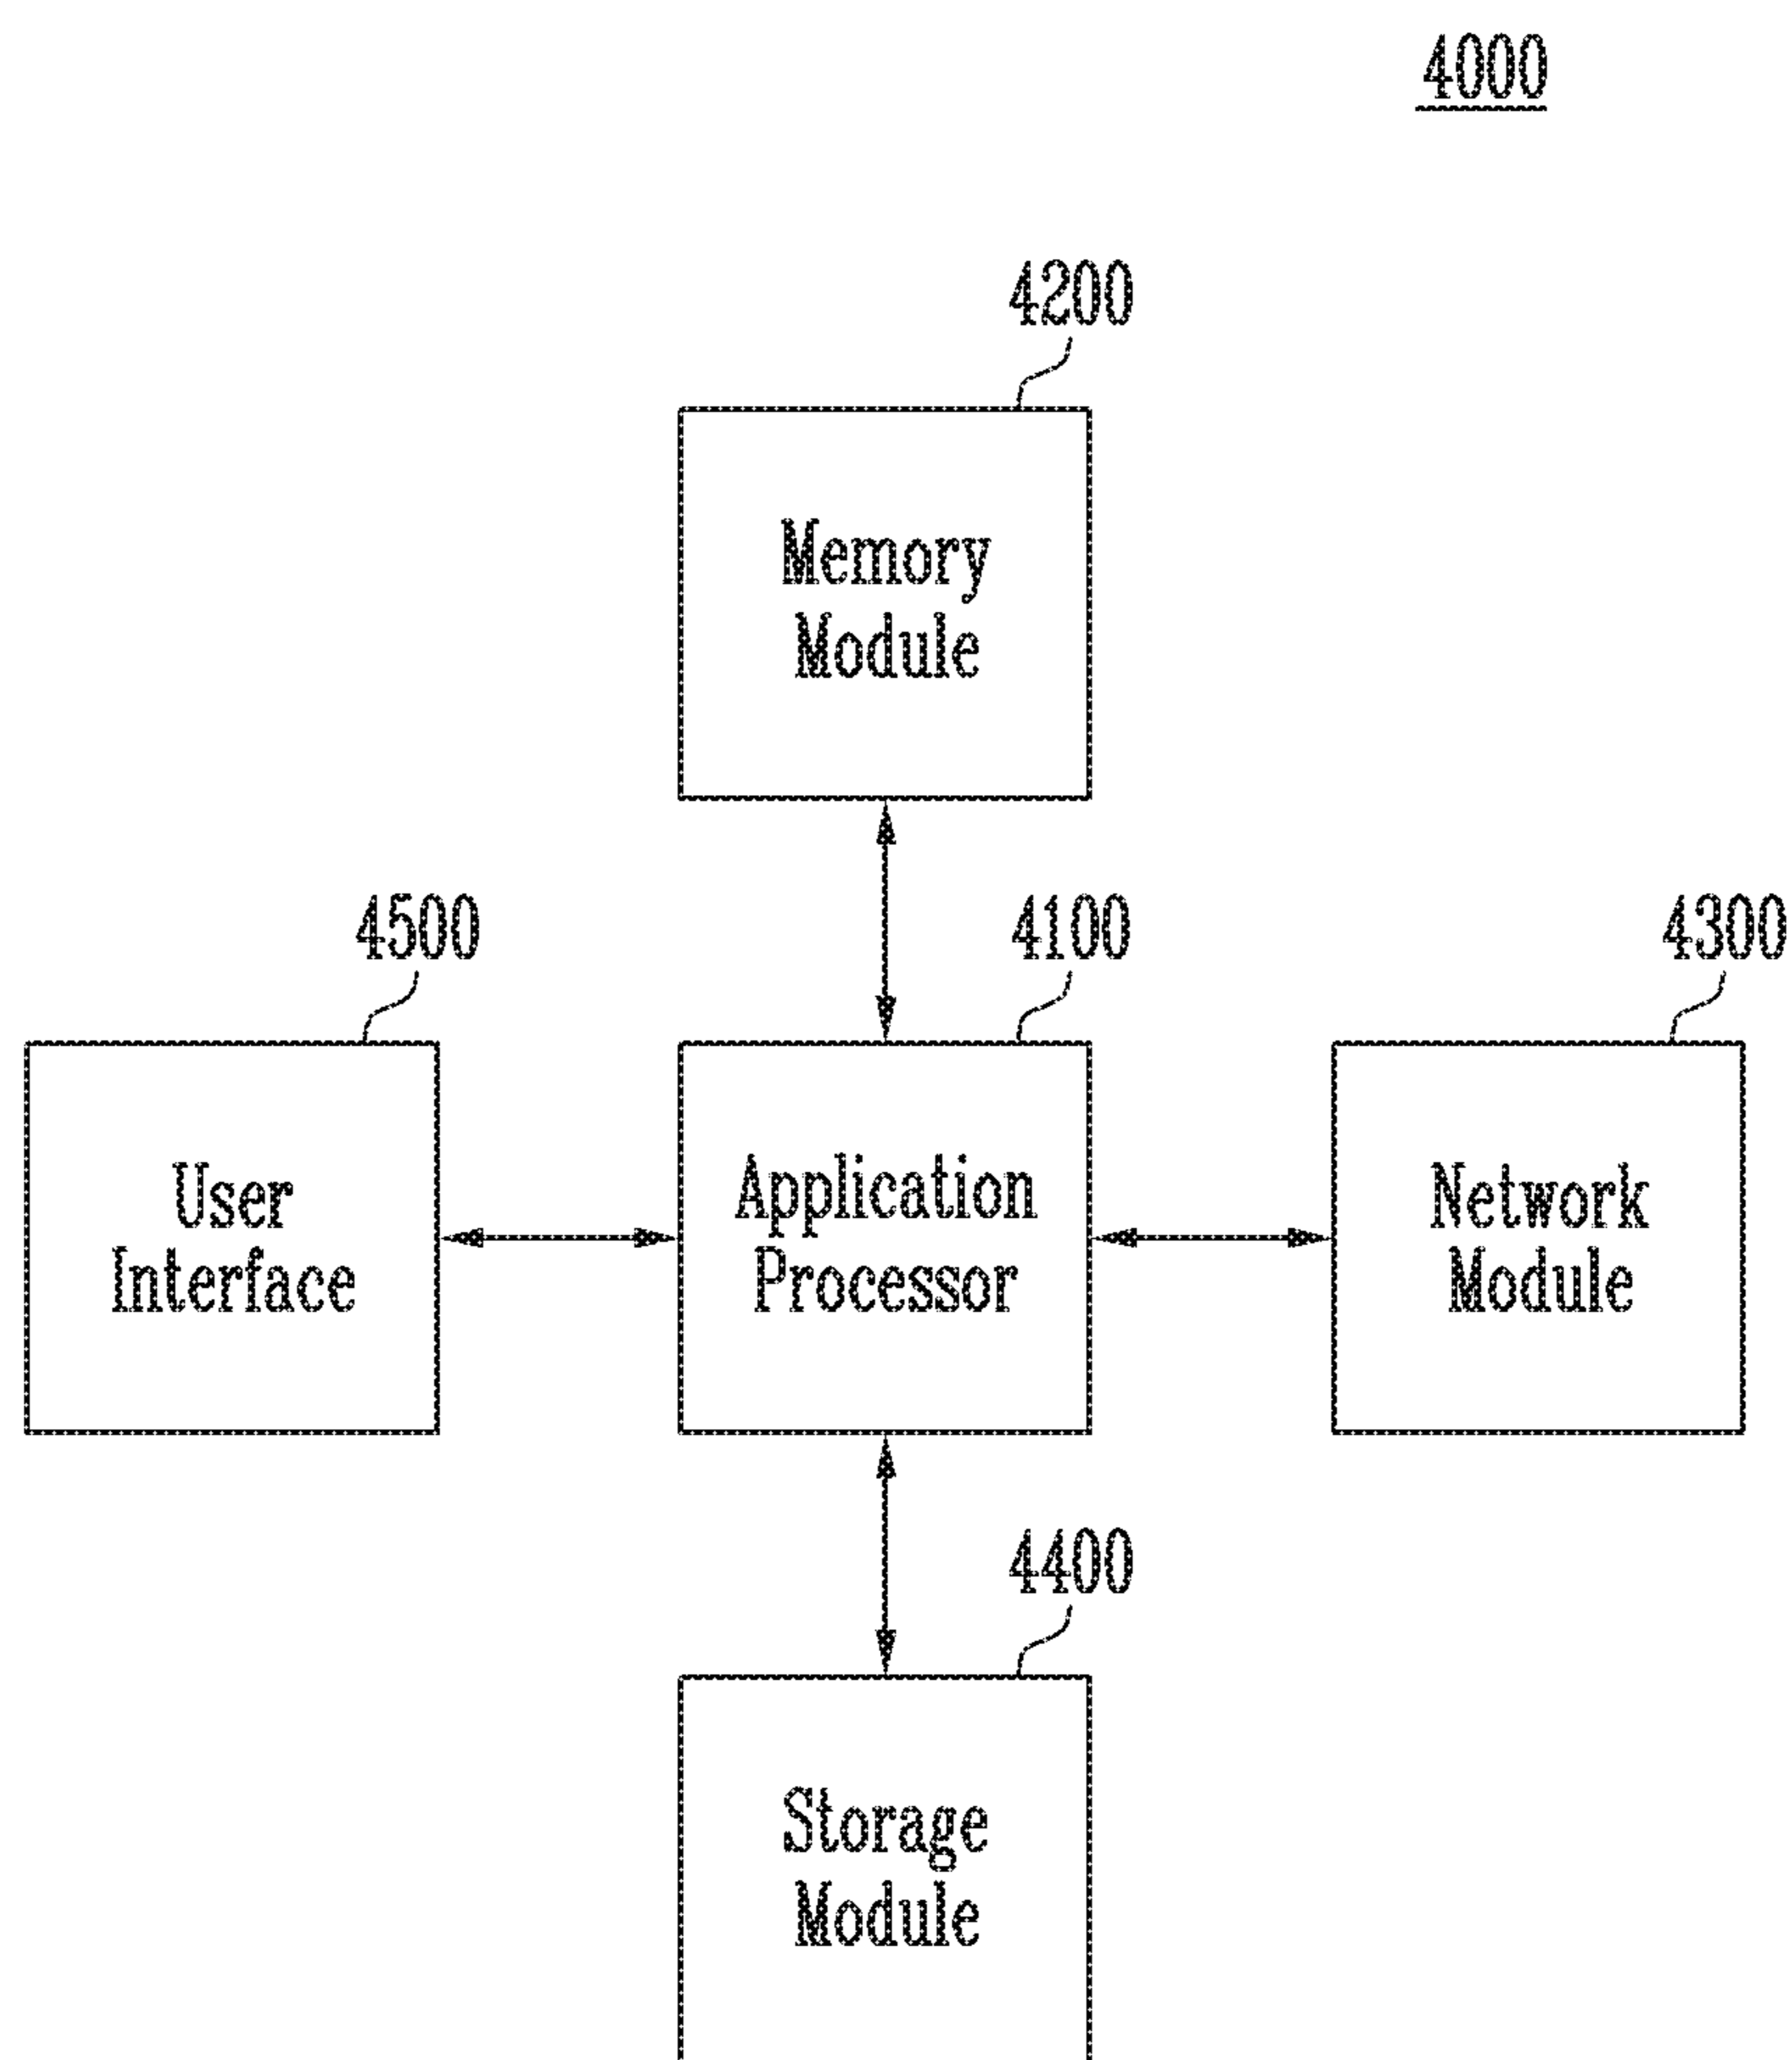 4000
4200
Memory
Module
4500
4100
4300
User
Interface
Application
Processor
Network
Module
4400
Storage
Module